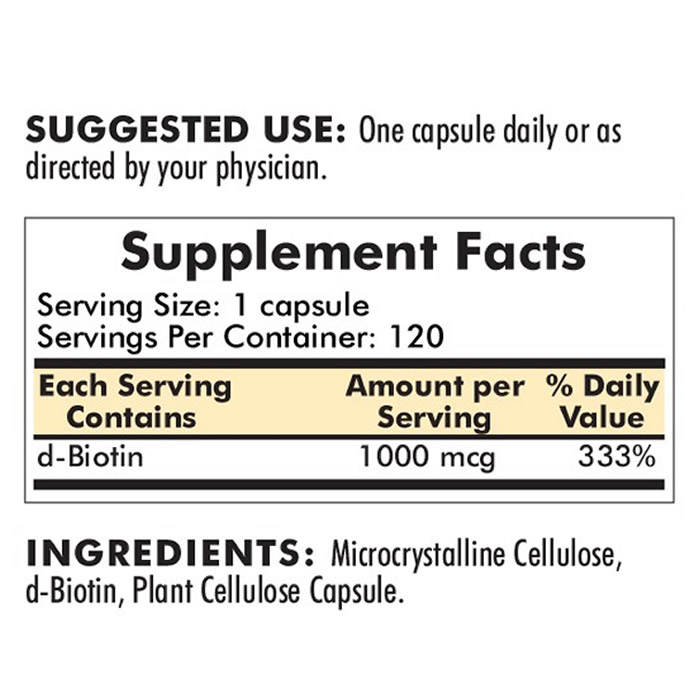 SUGGESTED USE: One capsule daily or as
directed by your physician.
Supplement Facts
Serving Size: 1 capsule
Servings Per Container: 120
Each Serving Contains Amount per Serving % Daily Value
d-Biotin 1000 mcg 333%
INGREDIENTS: Microcrystalline Cellulose,
d-Biotin, Plant Cellulose Capsule.